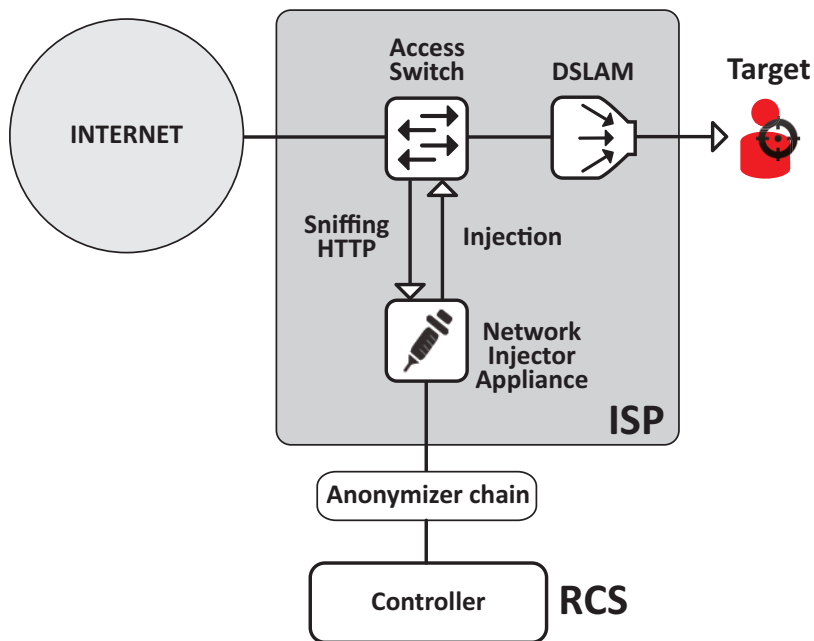 Access
Switch
DSLAM
Target
INTERNET
Sniffing
HTTP
Injection
Network
Injector
Appliance
ISP
Anonymizer chain
Controller
RCS